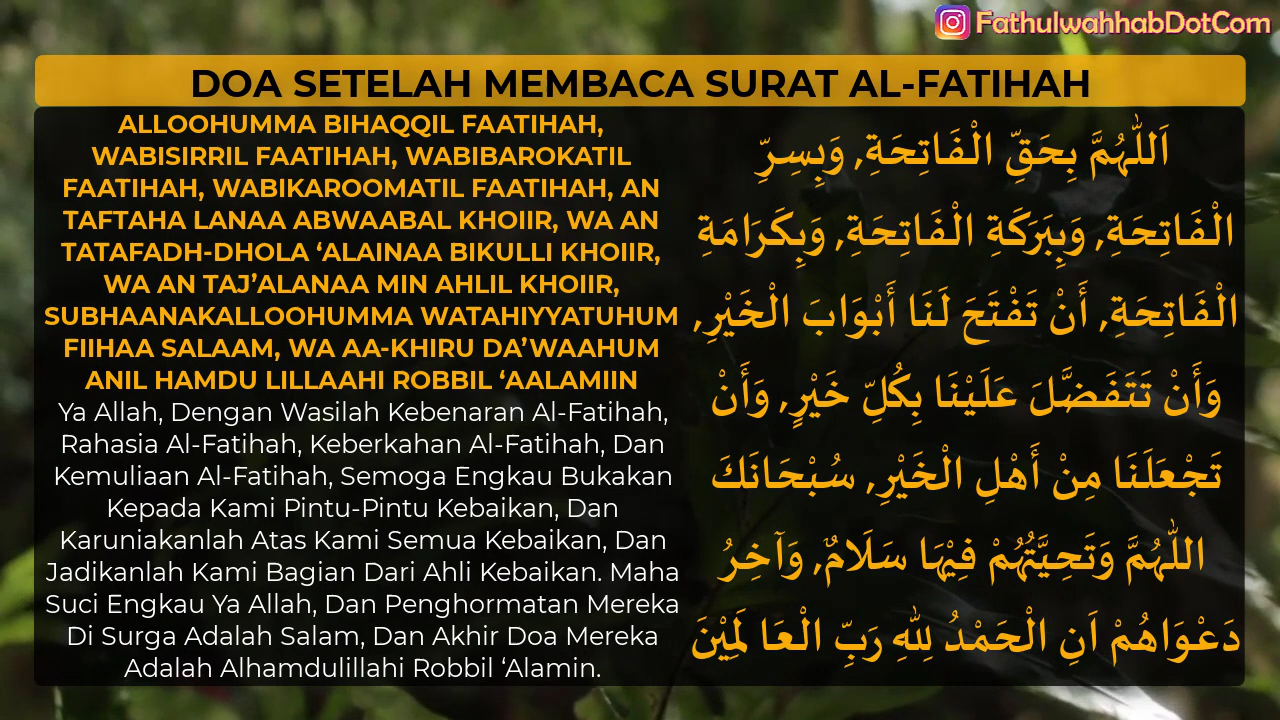 FathulwahhabDotCom
DOA SETELAH MEMBACA SURAT AL-FATIHAH
ALLOOHUMMA BIHAQQIL FAATIHAH,
WABISIRRIL FAATIHAH, WABIBAROKATIL
FAATIHAH, WABIKAROOMATIL FAATIHAH, AN
TAFTAHA LANAA ABWAABAL KHOIIR, WA AN
TATAFADH-DHOLA ‘ALAINAA BIKULLI KHOIIR,
WA AN TAJ’ALANAA MIN AHLIL KHOIIR,
SUBHAANAKALLOOHUMMA WATAHIYYATUHUM
FIIHAA SALAAM, WA AA-KHIRU DA’WAAHUM
ANIL HAMDU LILLAAHI ROBBIL ‘AALAMIIN
Ya Allah, Dengan Wasilah Kebenaran Al-Fatihah,
Rahasia Al-Fatihah, Keberkahan Al-Fatihah, Dan
Kemuliaan Al-Fatihah, Semoga Engkau Bukakan
Kepada Kami Pintu-Pintu Kebaikan, Dan
Karuniakanlah Atas Kami Semua Kebaikan, Dan
Jadikanlah Kami Bagian Dari Ahli Kebaikan. Maha
Suci Engkau Ya Allah, Dan Penghormatan Mereka
Di Surga Adalah Salam, Dan Akhir Doa Mereka
Adalah Alhamdulillahi Robbil ‘Alamin.
اَللّٰهُمَّ بِحَقِّ الْفَاتِحَةِ, وَبِسِرِّ
الْفَاتِحَةِ, وَبِبَرَكَةِ الْفَاتِحَةِ, وَبِكَرَامَةِ
الْفَاتِحَةِ, أَنْ تَفْتَحَ لَنَا أَبْوَابَ الْخَيْرِ,
وَأَنْ تَتَفَضَّلَ عَلَيْنَا بِكُلِّ خَيْرٍ, وَأَنْ
تَجْعَلَنَا مِنْ أَهْلِ الْخَيْرِ, سُبْحَانَكَ
اللّٰهُمَّ وَتَحِيَّتُهُمْ فِيْهَا سَلَامٌ, وَآخِرُ
دَعْوَاهُمْ اَنِ الْحَمْدُ لِلّٰهِ رَبِّ الْعَا لَمِيْنَ